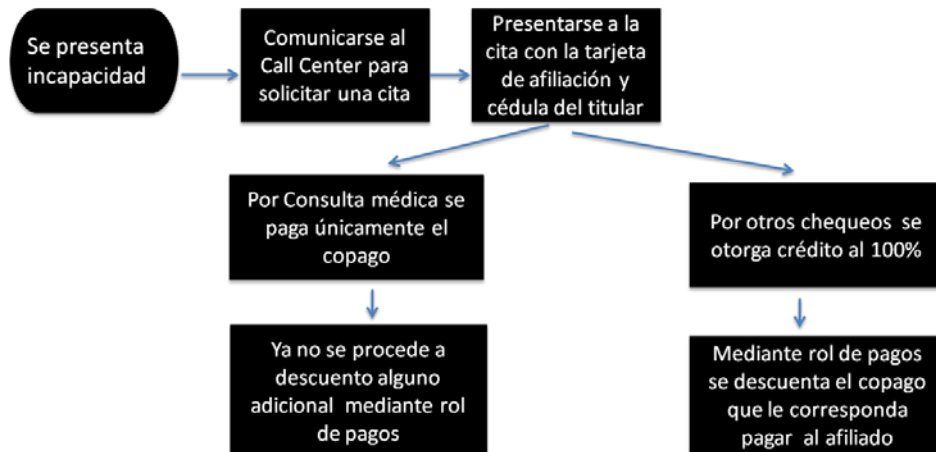 Se presenta
incapacidad
Comunicarse al
Call Center para
solicitar una cita
Presentarse a la
cita con la tarjeta
de afiliación y
cédula del titular
Por Consulta médica se
paga únicamente el
copago
Por otros chequeos se
otorga crédito al 100%
Ya no se procede a
descuento alguno
adicional mediante rol
de pagos
Mediante rol de pagos
se descuenta el copago
que le corresponda
pagar al afiliado